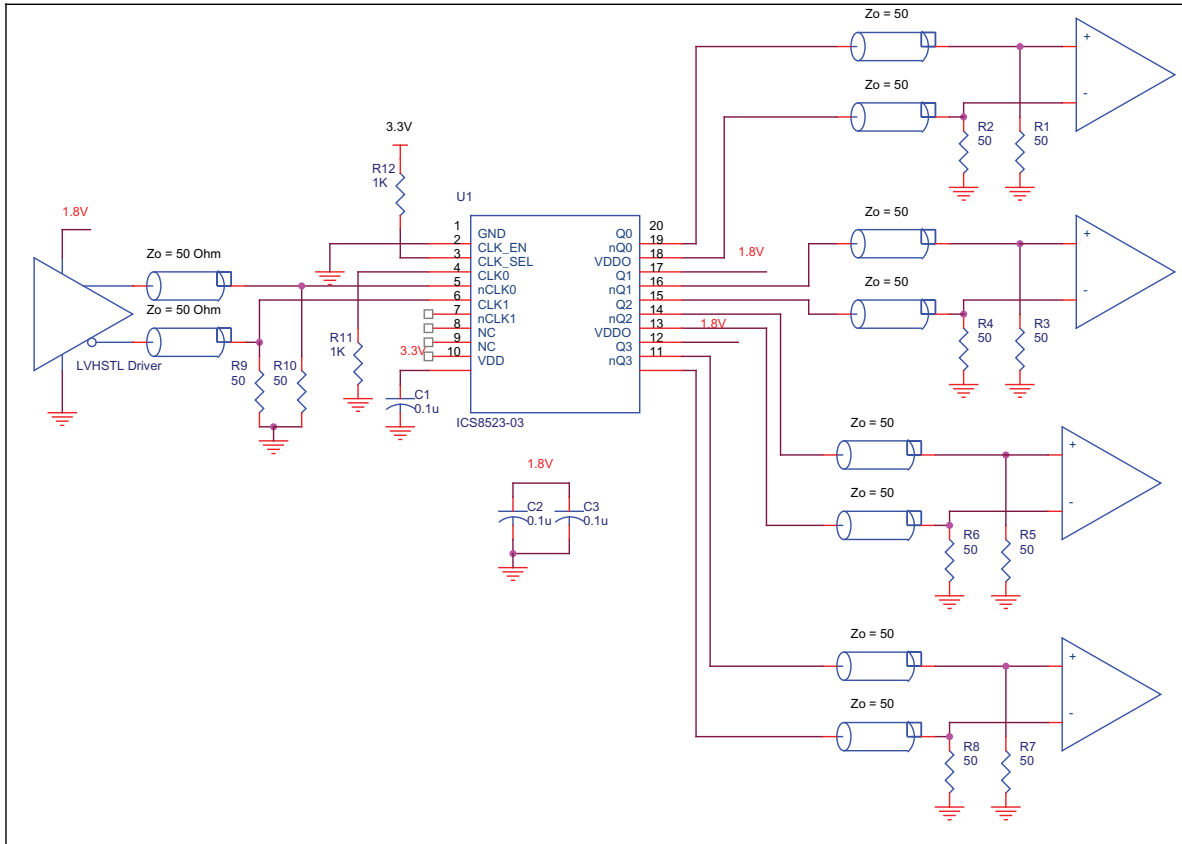 Zo = 50
+
-
Zo = 50
R2
50
R1
50
3.3V
R12
1K
U1
1.8V
Zo = 50 Ohm
Zo = 50 Ohm
LVHSTL Driver
R9
50
R10
50
R11
1K
3.3V
C1
0.1u
1
2
3
4
5
6
7
8
9
10
GND
CLK_EN
CLK_SEL
CLK0
nCLK0
CLK1
nCLK1
NC
NC
VDD
Q0
nQ0
VDDO
Q1
nQ1
Q2
nQ2
VDDO
Q3
nQ3
20
19
18
17
16
15
14
13
12
11
ICS8523-03
1.8V
1.8V
Zo = 50
+
-
Zo = 50
R4
50
R3
50
1.8V
C2
0.1u
C3
0.1u
Zo = 50
+
-
Zo = 50
R6
50
R5
50
Zo = 50
+
-
Zo = 50
R8
50
R7
50